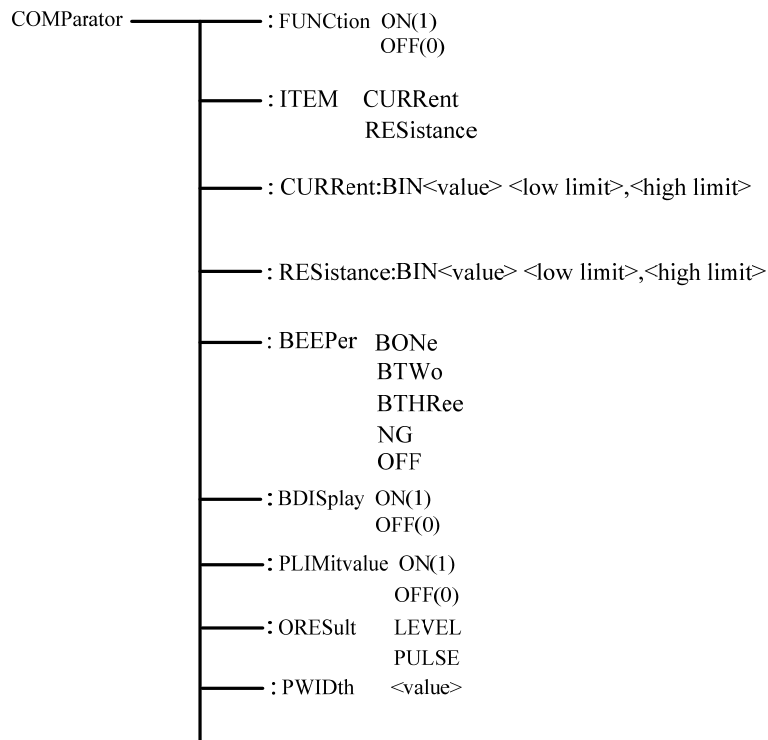 COMParator : FUNCtion ON(1)
OFF(0)
: ITEM CURRent
RESistance
: CURRent:BIN<value> <low limit>,<high limit>
: RESistance:BIN<value> <low limit>,<high limit>
: BEEPer BONe
BTWo
BTHRee
NG
OFF
: BDISplay ON(1)
OFF(0)
: PLIMitvalue ON(1)
OFF(0)
: ORESult LEVEL
PULSE
: PWIDth <value>